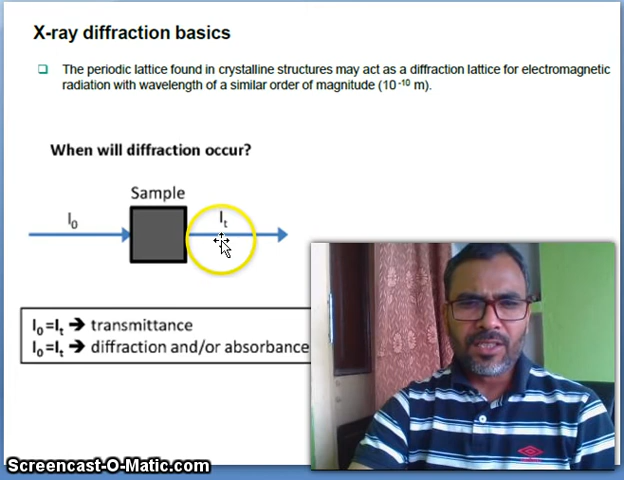 X-ray diffraction basics
The periodic lattice found in crystalline structures may act as a diffraction lattice for electromagnetic
radiation with wavelength of a similar order of magnitude (10⁻¹⁰ m).
When will diffraction occur?
Sample
I₀
Iₜ
I₀=Iₜ ➔ transmittance
I₀=Iₜ ➔ diffraction and/or absorbance
Screencast-O-Matic.com